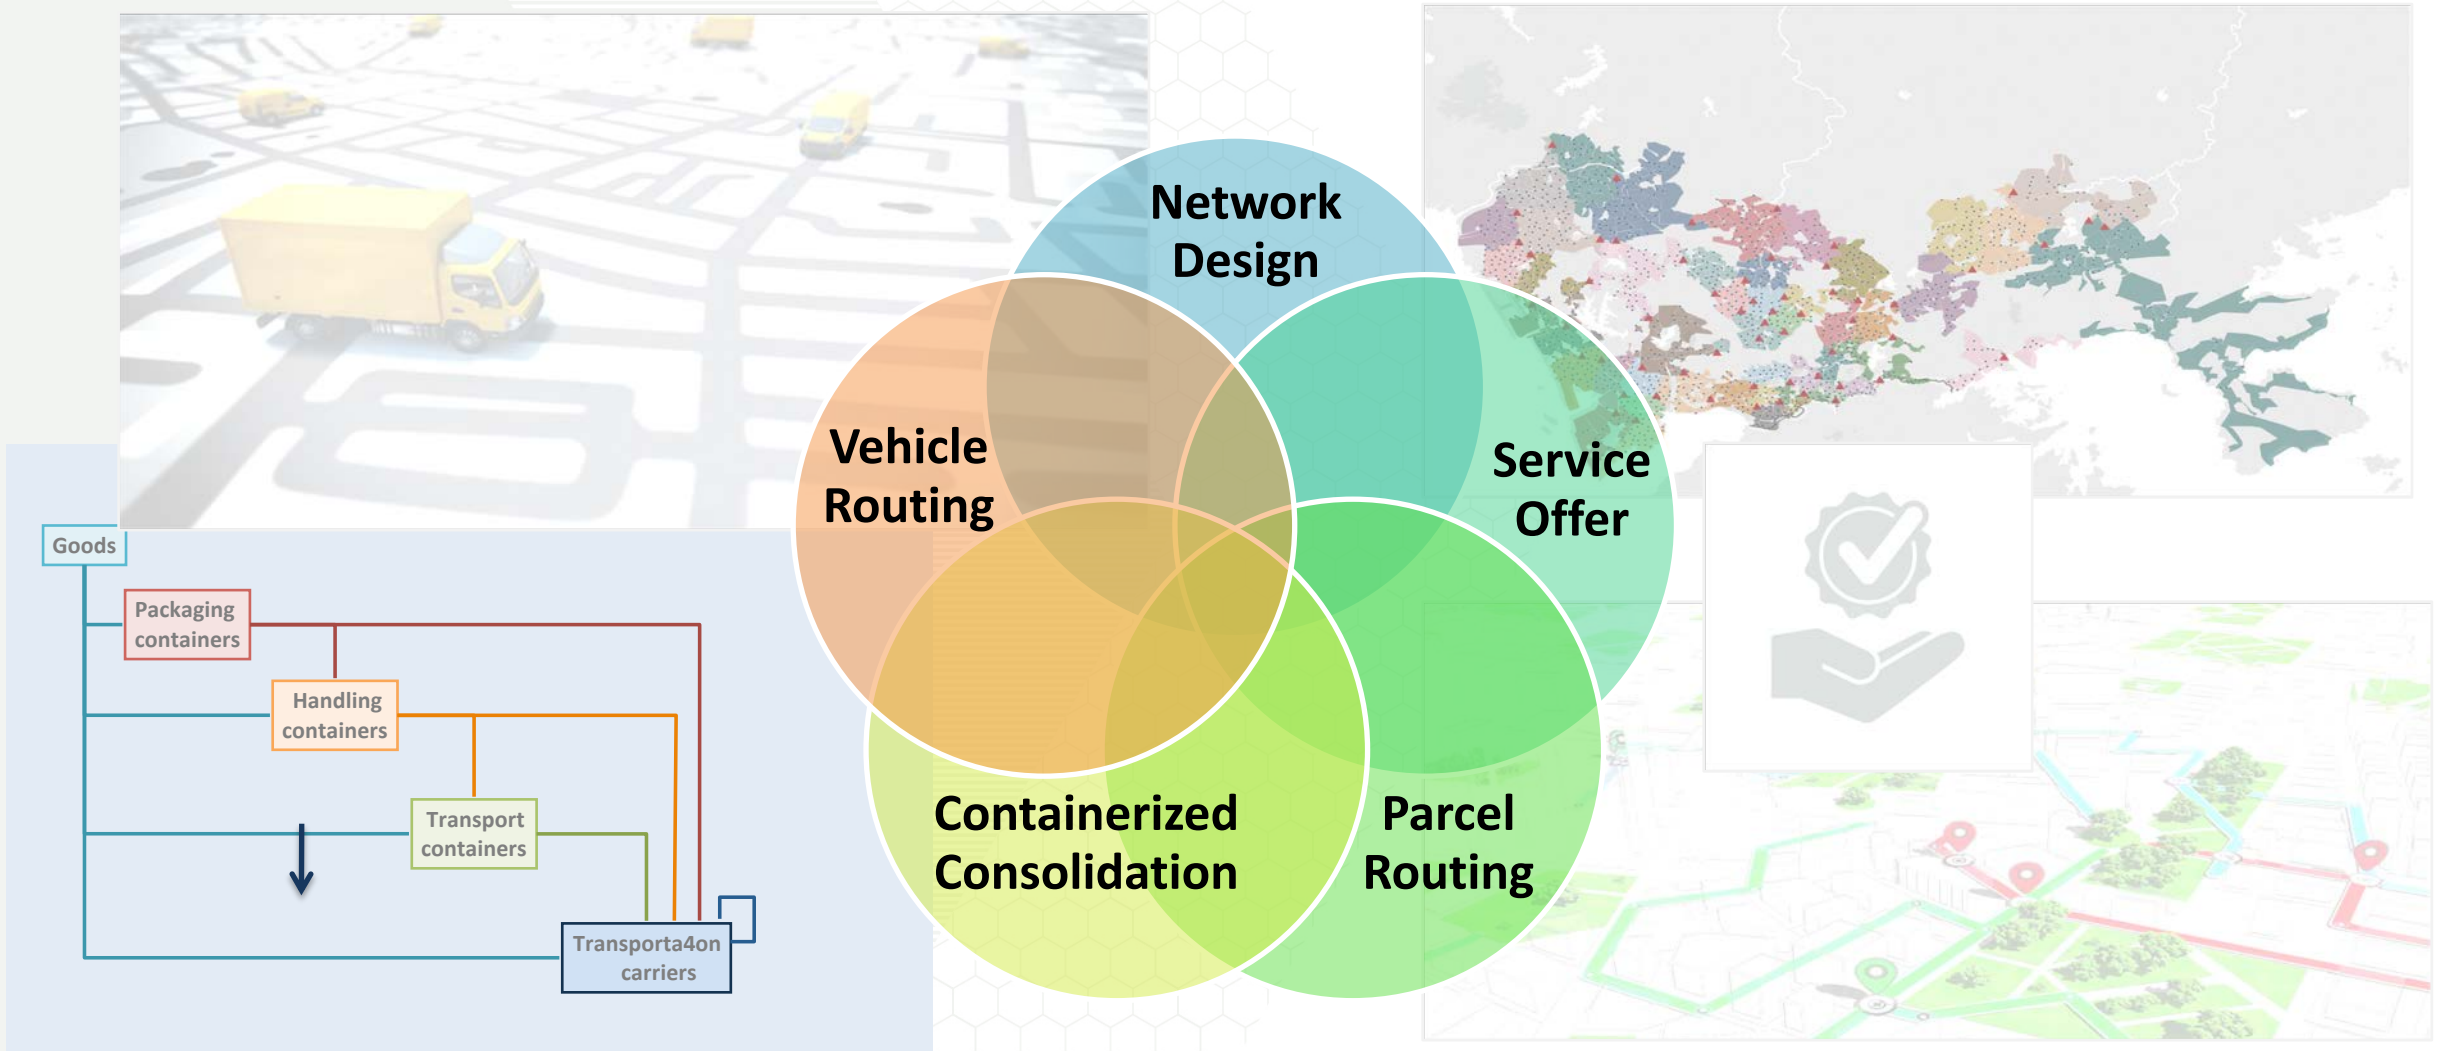 Network
Design
Vehicle
Routing
Service
Offer
Containerized
Consolidation
Parcel
Routing
Goods
Packaging
containers
Handling
containers
Transport
containers
Transporta4on
carriers